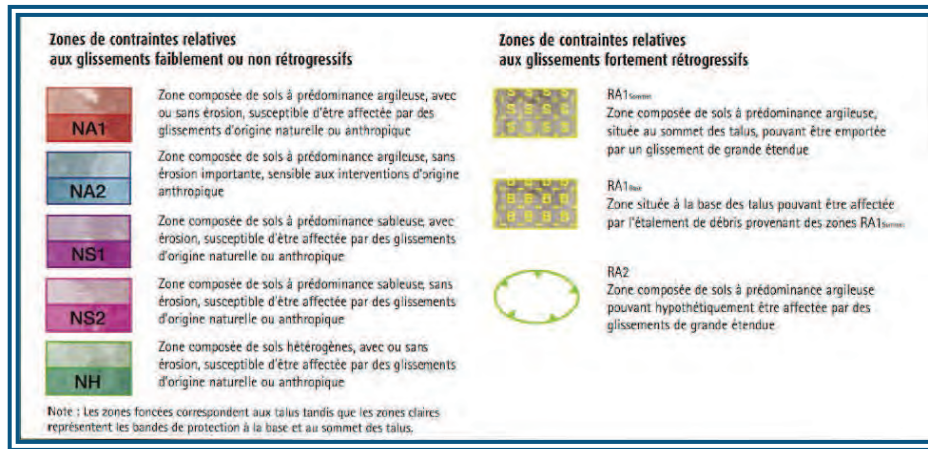 Zones de contraintes relatives
aux glissements faiblement ou non rétrogressifs
NA1
Zone composée de sols à prédominance argileuse, avec
ou sans érosion, susceptible d'être affectée par des
glissements d'origine naturelle ou anthropique
NA2
Zone composée de sols à prédominance argileuse, sans
érosion importante, sensible aux interventions d'origine
anthropique
NS1
Zone composée de sols à prédominance sableuse, avec
érosion, susceptible d'être affectée par des glissements
d'origine naturelle ou anthropique
NS2
Zone composée de sols à prédominance sableuse, sans
érosion, susceptible d'être affectée par des glissements
d'origine naturelle ou anthropique
NH
Zone composée de sols hétérogènes, avec ou sans
érosion, susceptible d'être affectée par des glissements
d'origine naturelle ou anthropique
Note : Les zones foncées correspondent aux talus tandis que les zones claires
représentent les bandes de protection à la base et au sommet des talus.
Zones de contraintes relatives
aux glissements fortement rétrogressifs
S S S S
S S S S
S S S S
RA1 Sommet
Zone composée de sols à prédominance argileuse,
située au sommet des talus, pouvant être emportée
par un glissement de grande étendue
B B B B
B B B B
B B B B
RA1 Base
Zone située à la base des talus pouvant être affectée
par l'étalement de débris provenant des zones RA1 Sommet
RA2
Zone composée de sols à prédominance argileuse
pouvant hypothétiquement être affectée par des
glissements de grande étendue